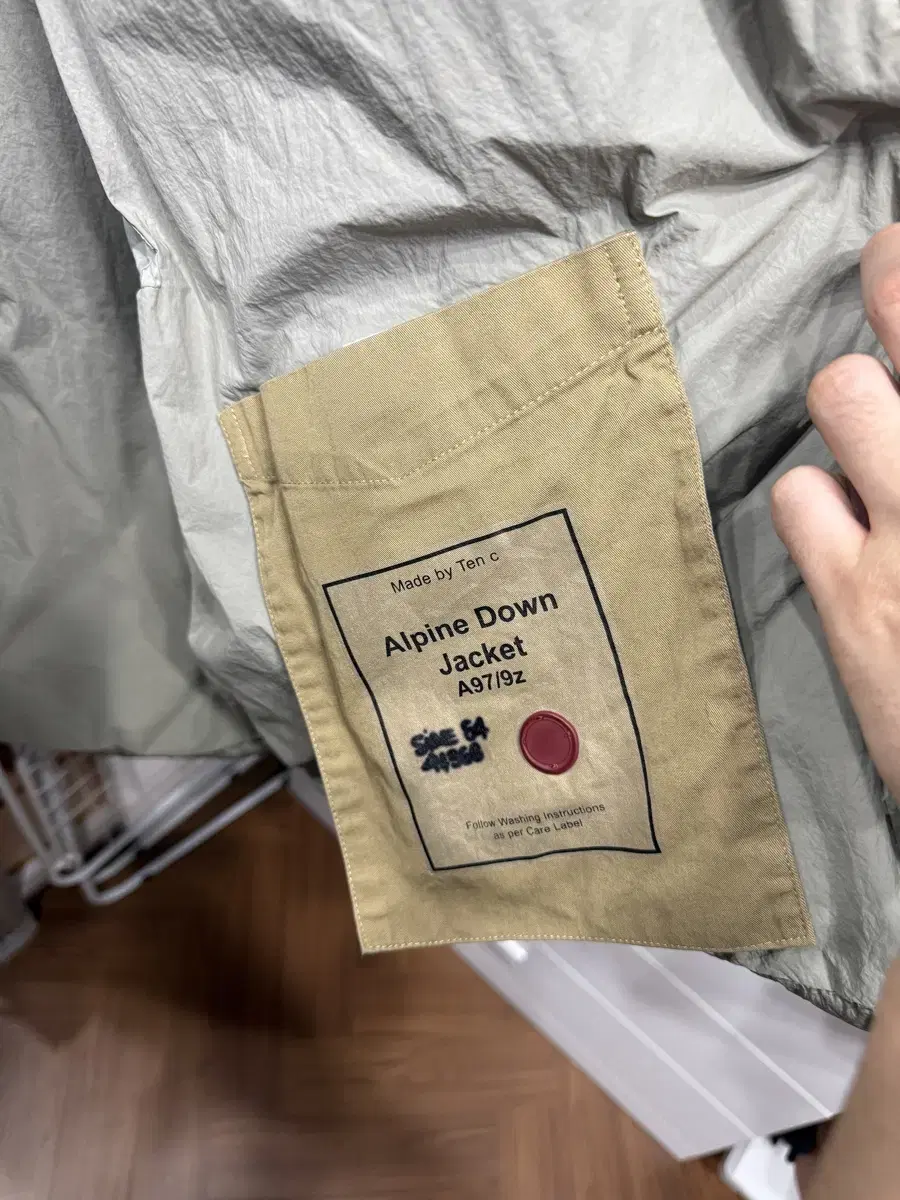 Made by Ten c
Alpine Down
Jacket
A97/9z
SiZE 54
Follow Washing Instructions
as per Care Label